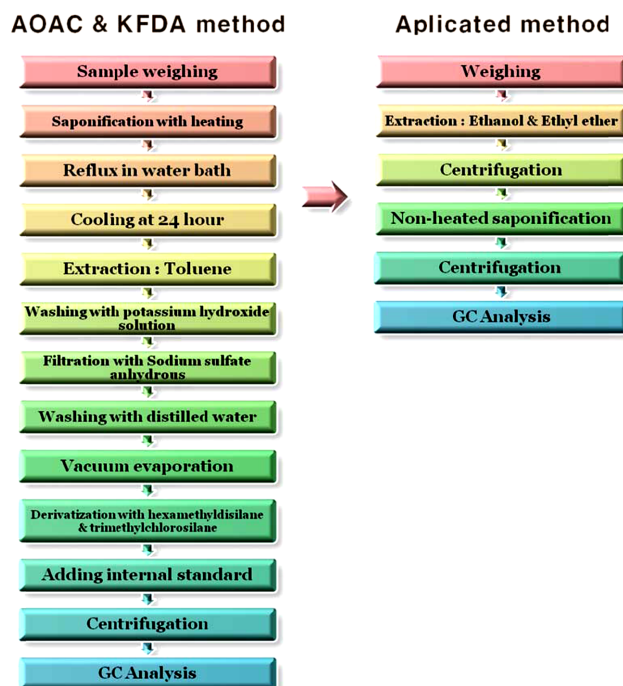 AOAC & KFDA method
Sample weighing
Saponification with heating
Reflux in water bath
Cooling at 24 hour
Extraction : Toluene
Washing with potassium hydroxide
solution
Filtration with Sodium sulfate
anhydrous
Washing with distilled water
Vacuum evaporation
Derivatization with hexamethyldisilane
& trimethylchlorosilane
Adding internal standard
Centrifugation
GC Analysis
Aplicated method
Weighing
Extraction : Ethanol & Ethyl ether
Centrifugation
Non-heated saponification
Centrifugation
GC Analysis